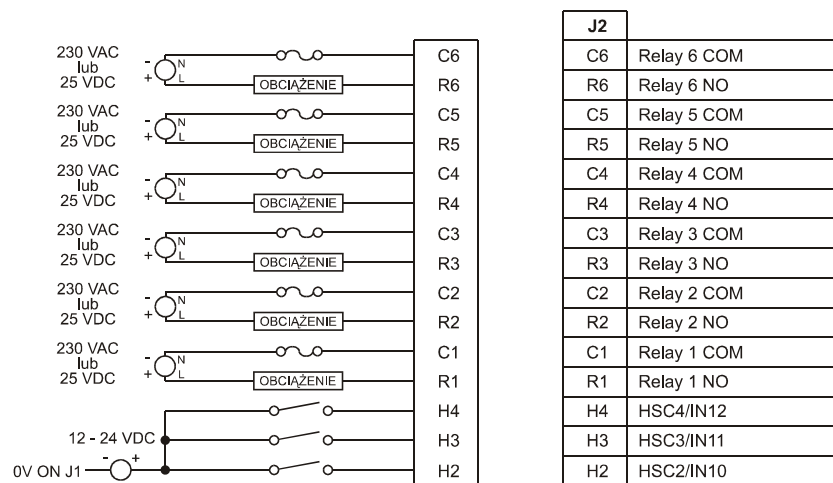 230 VAC
lub
25 VDC
- N
+ L
OBCIĄŻENIE
C6
R6
230 VAC
lub
25 VDC
- N
+ L
OBCIĄŻENIE
C5
R5
230 VAC
lub
25 VDC
- N
+ L
OBCIĄŻENIE
C4
R4
230 VAC
lub
25 VDC
- N
+ L
OBCIĄŻENIE
C3
R3
230 VAC
lub
25 VDC
- N
+ L
OBCIĄŻENIE
C2
R2
230 VAC
lub
25 VDC
- N
+ L
OBCIĄŻENIE
C1
R1
H4
12 - 24 VDC
H3
0V ON J1 - +
H2
J2
C6 Relay 6 COM
R6 Relay 6 NO
C5 Relay 5 COM
R5 Relay 5 NO
C4 Relay 4 COM
R4 Relay 4 NO
C3 Relay 3 COM
R3 Relay 3 NO
C2 Relay 2 COM
R2 Relay 2 NO
C1 Relay 1 COM
R1 Relay 1 NO
H4 HSC4/IN12
H3 HSC3/IN11
H2 HSC2/IN10